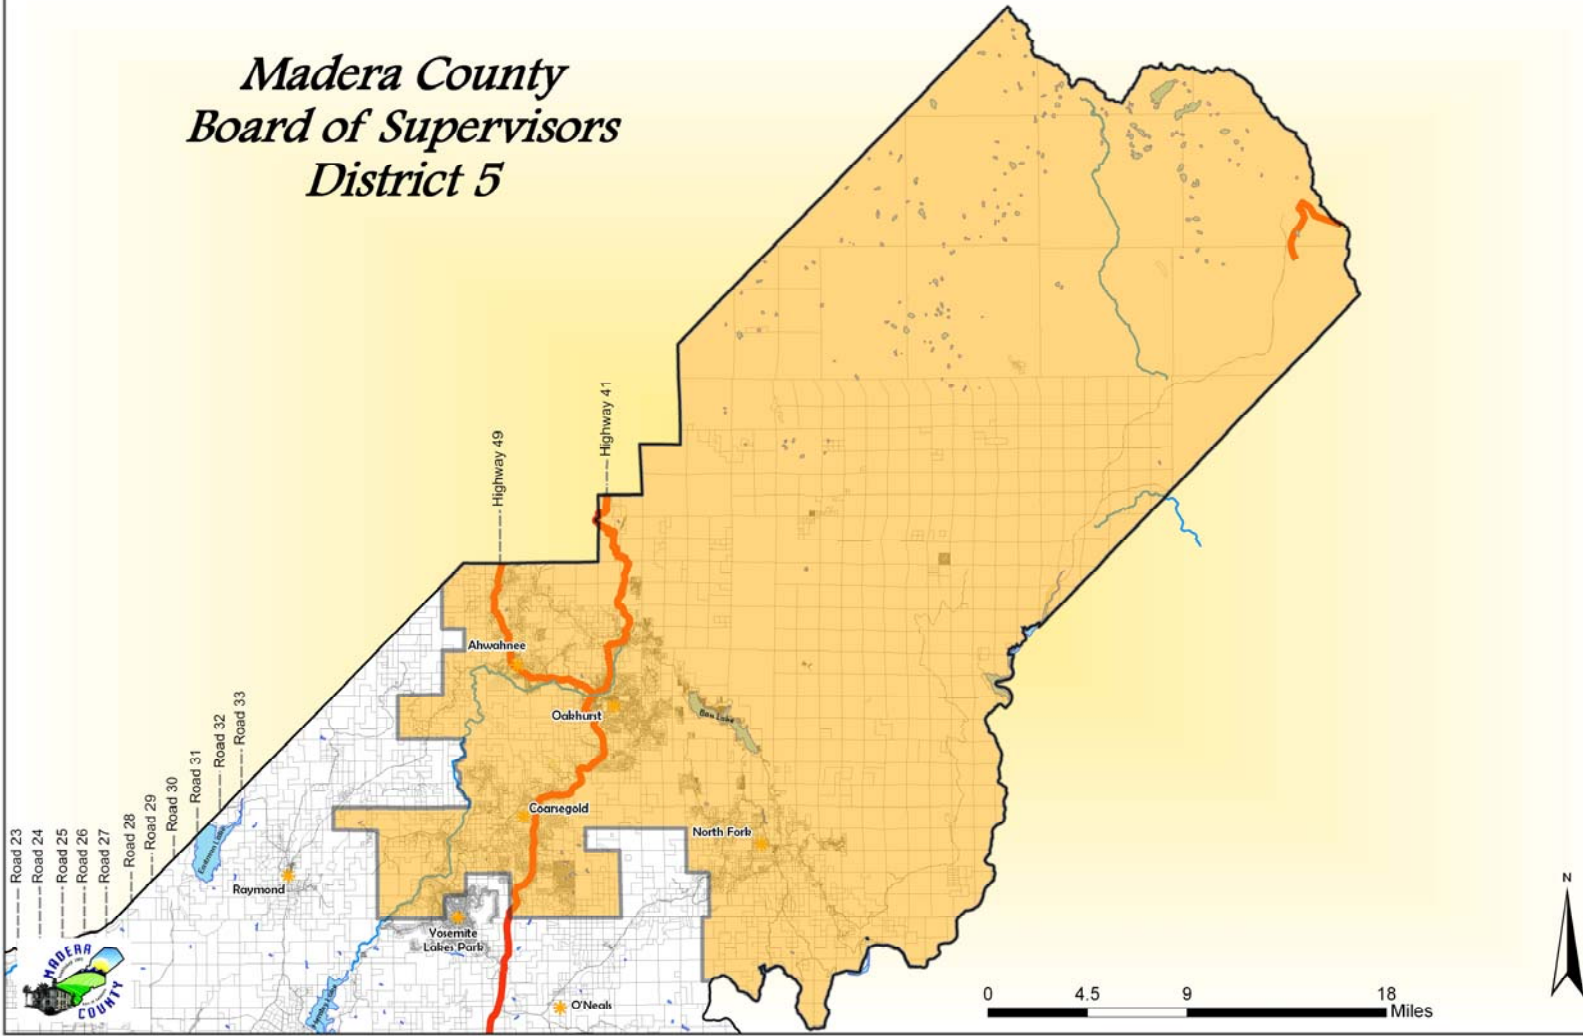 Madera County
Board of Supervisors
District 5
Highway 41
Highway 49
Ahwahnee
Oakhurst
Bass Lake
Road 33
Road 32
Road 31
Road 30
Road 29
Road 28
Road 27
Road 26
Road 25
Road 24
Road 23
Coarsegold
North Fork
Eastman Lake
Raymond
Yosemite
Lakes Park
O'Neals
MADERA
COUNTY
N
0 4.5 9 18
Miles